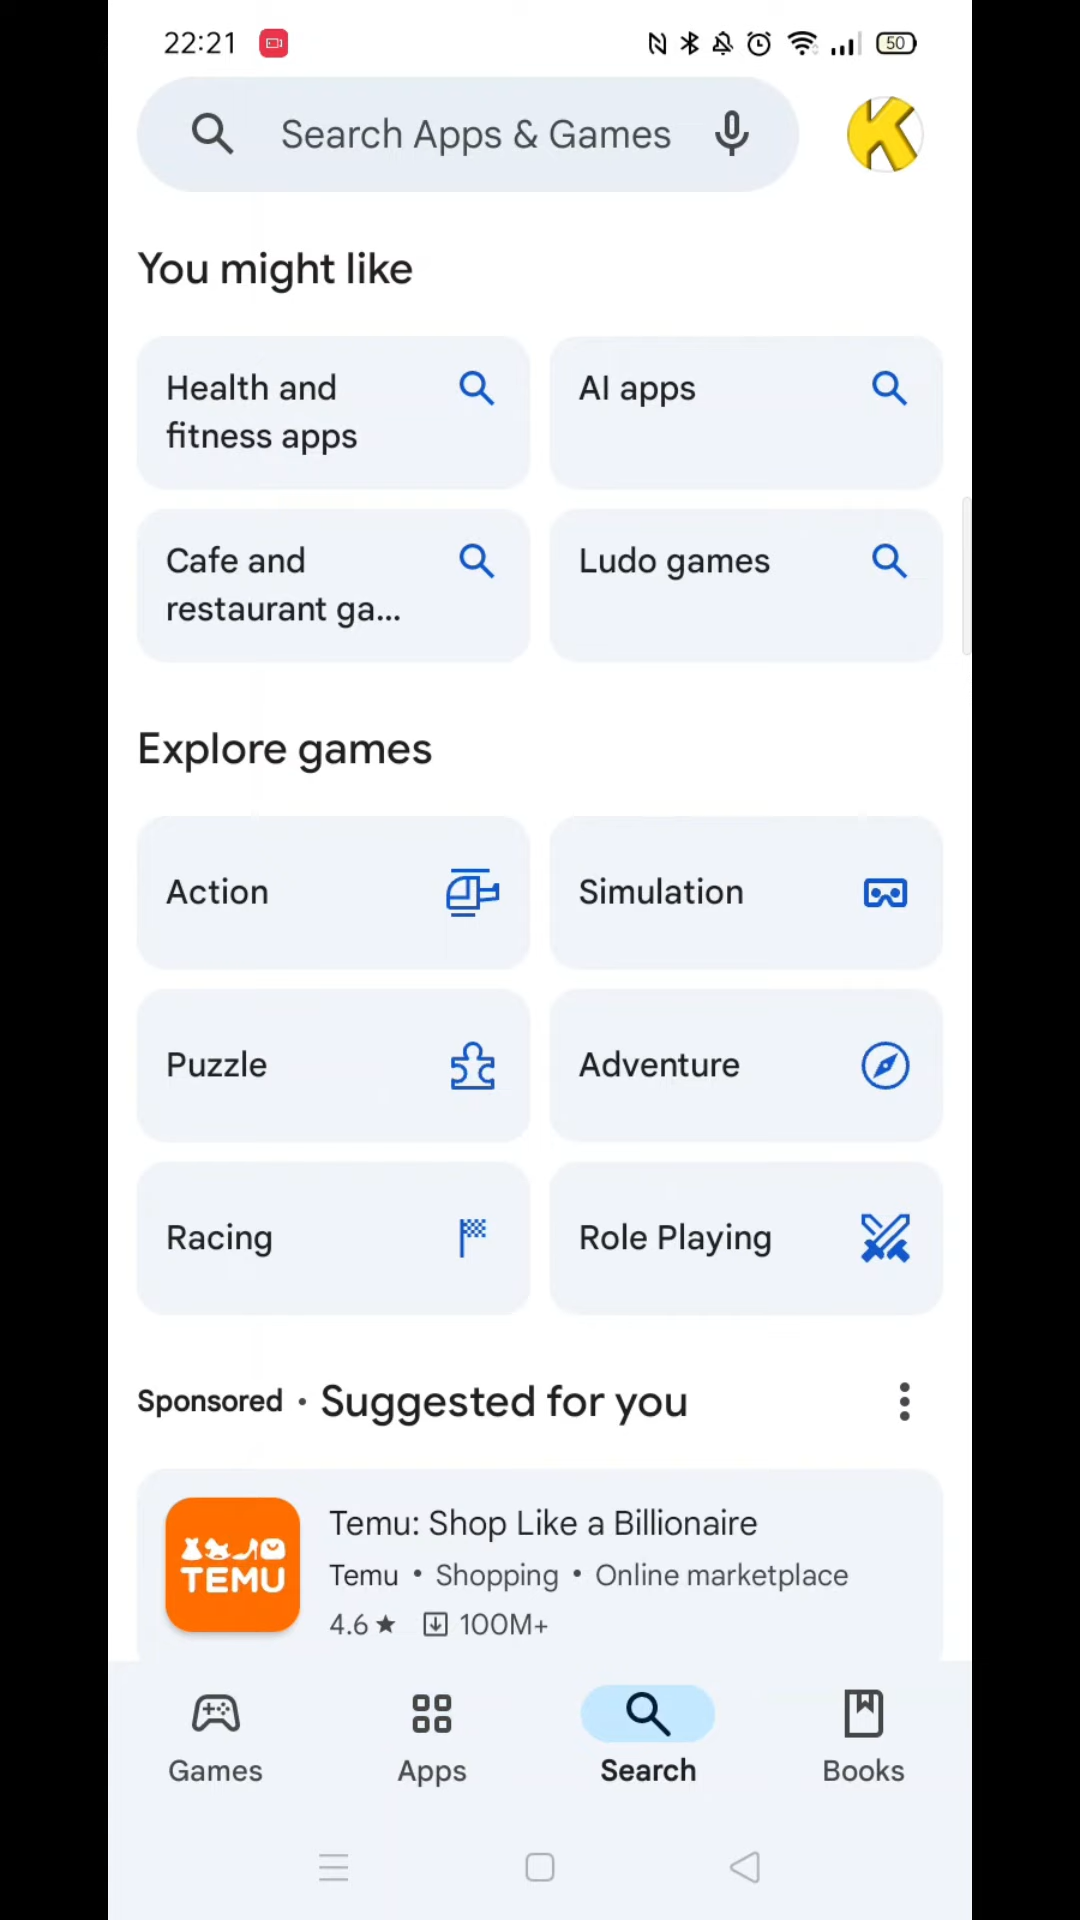 22:21
50
Search Apps & Games
You might like
Health and
fitness apps
AI apps
Cafe and
restaurant ga...
Ludo games
Explore games
Action
Simulation
Puzzle
Adventure
Racing
Role Playing
Sponsored • Suggested for you
TEMU
Temu: Shop Like a Billionaire
Temu • Shopping • Online marketplace
4.6★ 100M+
Games
Apps
Search
Books